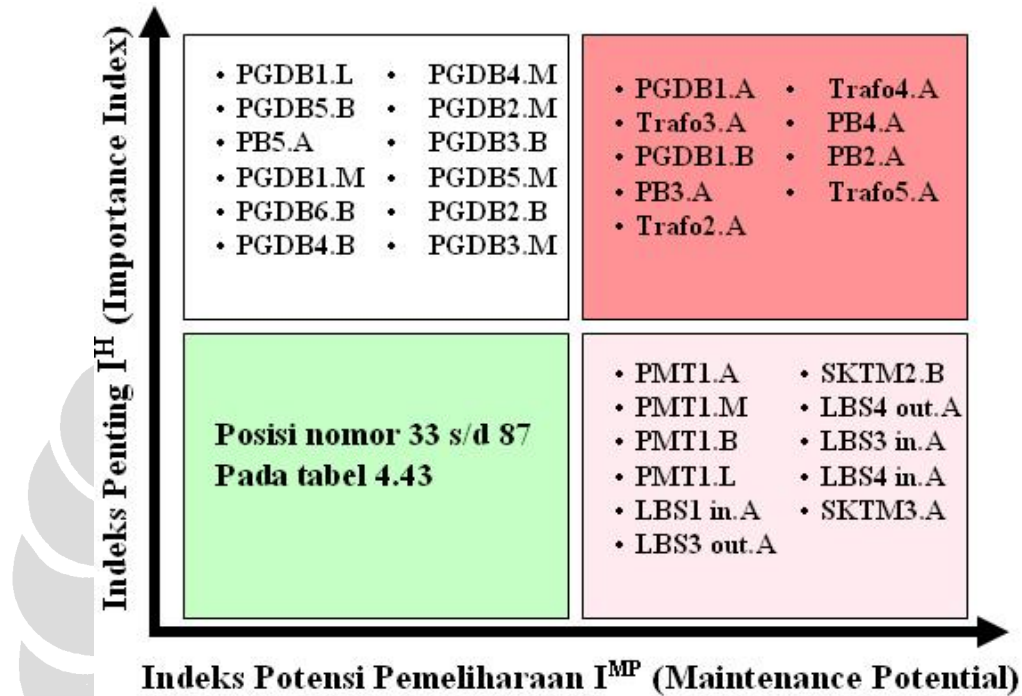 Indeks Penting I^H (Importance Index)
• PGDB1.L • PGDB4.M
• PGDB5.B • PGDB2.M
• PB5.A • PGDB3.B
• PGDB1.M • PGDB5.M
• PGDB6.B • PGDB2.B
• PGDB4.B • PGDB3.M
• PGDB1.A • Trafo4.A
• Trafo3.A • PB4.A
• PGDB1.B • PB2.A
• PB3.A • Trafo5.A
• Trafo2.A
Posisi nomor 33 s/d 87
Pada tabel 4.43
• PMT1.A • SKTM2.B
• PMT1.M • LBS4 out.A
• PMT1.B • LBS3 in.A
• PMT1.L • LBS4 in.A
• LBS1 in.A • SKTM3.A
• LBS3 out.A
Indeks Potensi Pemeliharaan I^MP (Maintenance Potential)